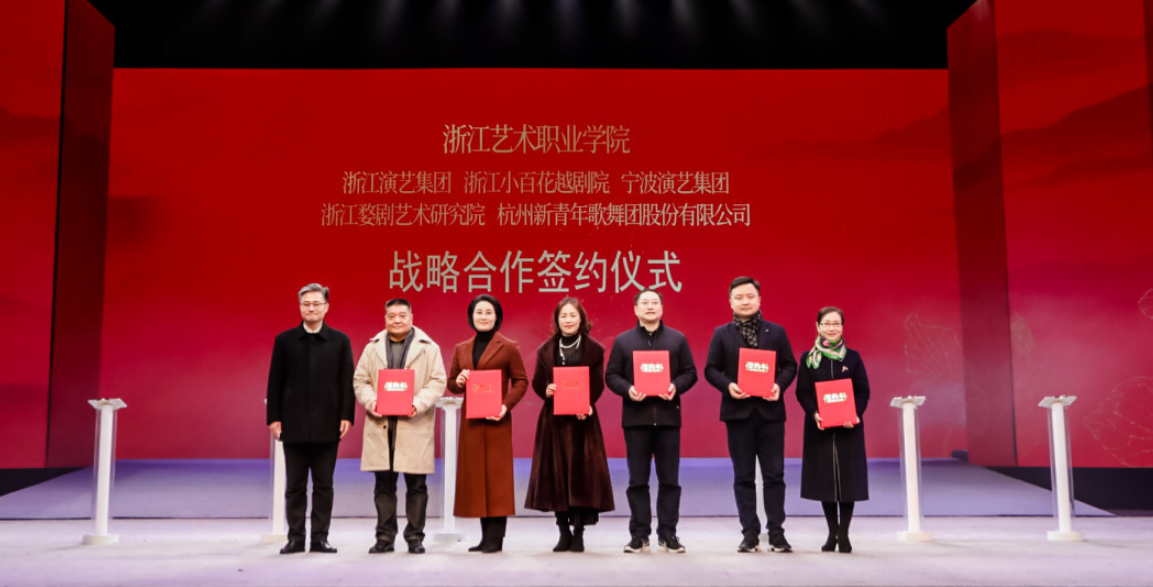 浙江艺术职业学院
浙江演艺集团 浙江小百花越剧院 宁波演艺集团
浙江婺剧艺术研究院 杭州新青年歌舞团股份有限公司
战略合作签约仪式